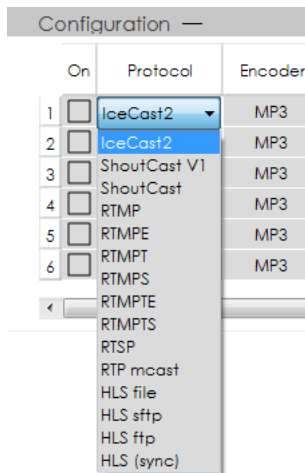 Configuration —
On Protocol Encoder
1 IceCast2 MP3
2 IceCast2 MP3
3 ShoutCast V1 MP3
ShoutCast
4 RTMP MP3
5 RTMPE MP3
RTMPT
6 RTMPS MP3
RTMPTE
RTMPTS
RTSP
RTP mcast
HLS file
HLS sftp
HLS ftp
HLS (sync)